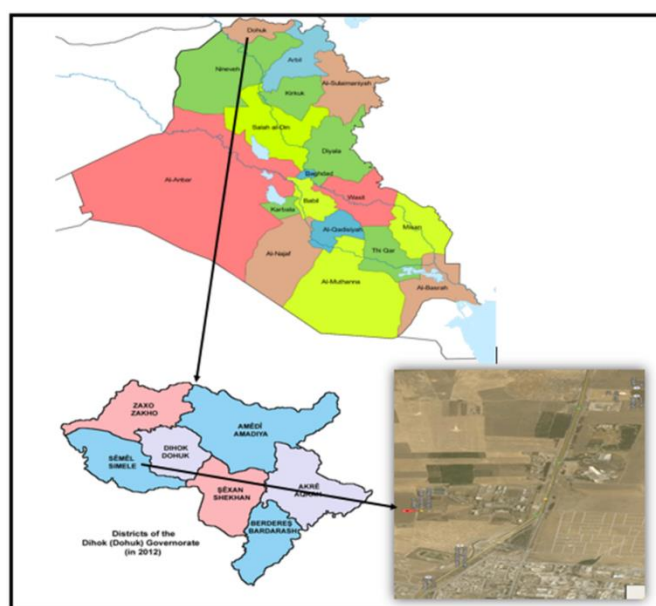 Dohuk
Arbil
Nineveh
Al-Sulaimaniyah
Kirkuk
Salah al-Din
Diyala
Baghdad
Al-Anbar
Wasit
Babil
Karbala
Al-Qadisiyah
Misan
Al-Najaf
Thi Qar
Al-Muthanna
Al-Basrah
ZAXO
ZAKHO
AMÊDÎ
AMADIYA
DIHOK
DOHUK
SÊMÊL
SIMELE
ŞÊXAN
SHEKHAN
AKRÊ
AQRAH
BERDEREŞ
BARDARASH
Districts of the
Dihok (Dohuk) Governorate
(in 2012)